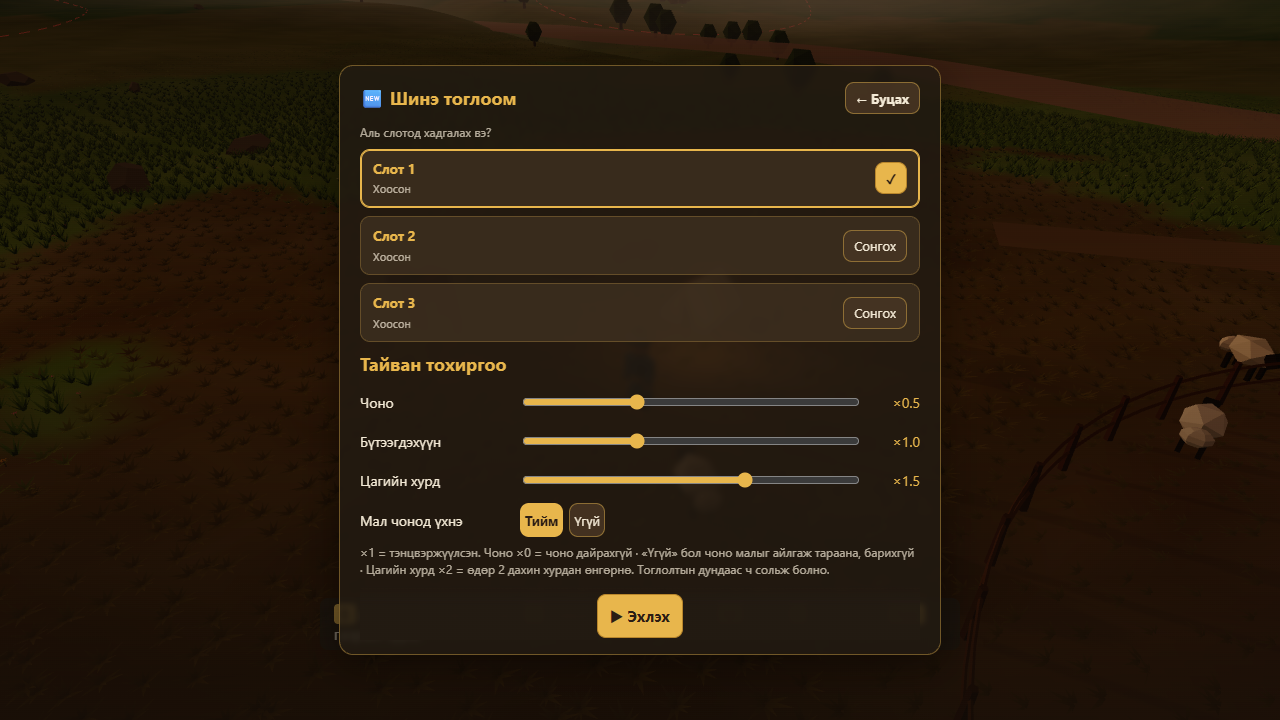 NEW Шинэ тоглоом
← Буцах
Аль слотод хадгалах вэ?
Слот 1
Хоосон
✓
Слот 2
Хоосон
Сонгох
Слот 3
Хоосон
Сонгох
Тайван тохиргоо
Чоно ×0.5
Бүтээгдэхүүн ×1.0
Цагийн хурд ×1.5
Мал чонод үхнэ Тийм Үгүй
×1 = тэнцвэржүүлсэн. Чоно ×0 = чоно дайрахгүй · «Үгүй» бол чоно малыг айлгаж тараана, барихгүй
· Цагийн хурд ×2 = өдөр 2 дахин хурдан өнгөрнө. Тоглолтын дундаас ч сольж болно.
▶ Эхлэх